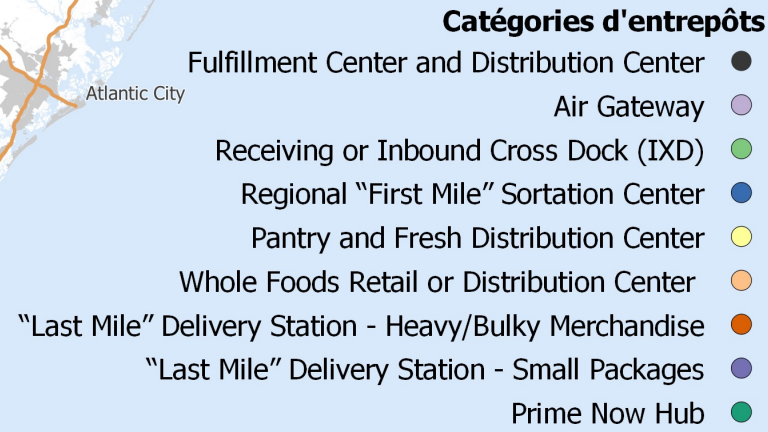 Catégories d'entrepôts
Fulfillment Center and Distribution Center
Atlantic City
Air Gateway
Receiving or Inbound Cross Dock (IXD)
Regional “First Mile” Sortation Center
Pantry and Fresh Distribution Center
Whole Foods Retail or Distribution Center
“Last Mile” Delivery Station - Heavy/Bulky Merchandise
“Last Mile” Delivery Station - Small Packages
Prime Now Hub